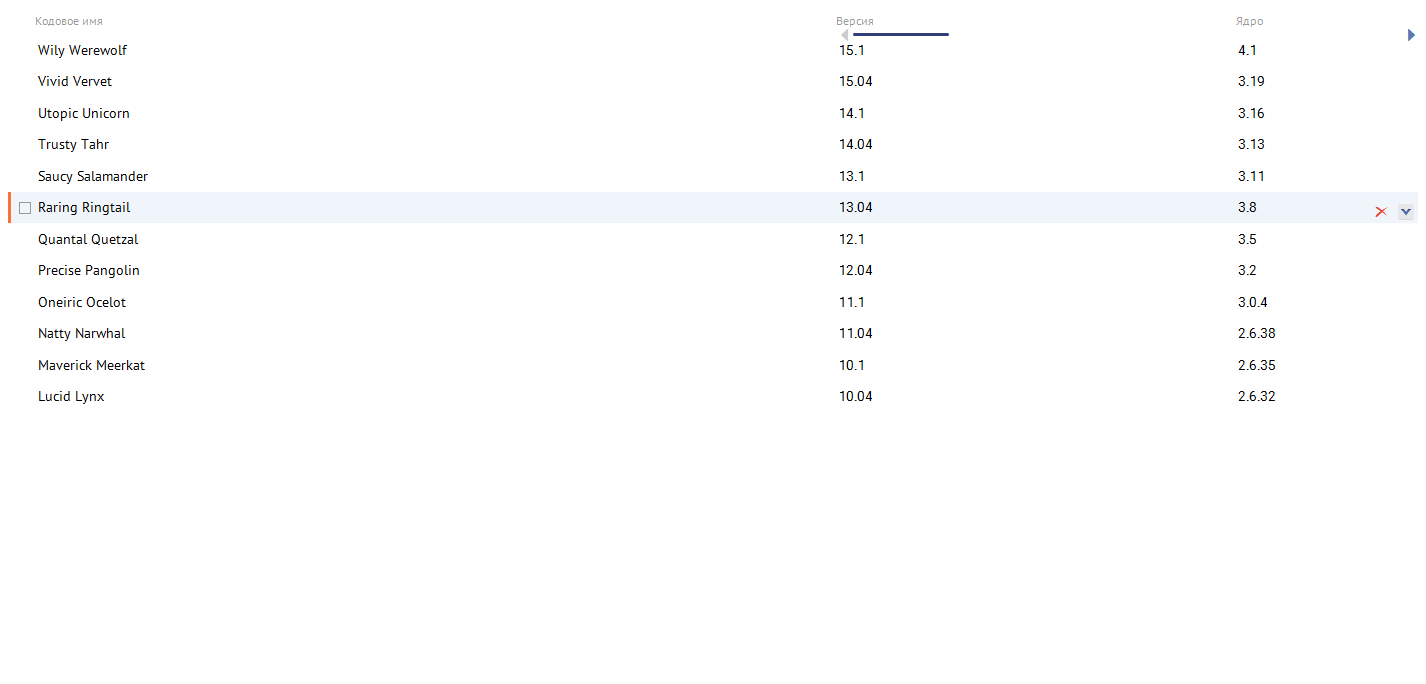 Кодовое имя Версия Ядро
Wily Werewolf 15.1 4.1
Vivid Vervet 15.04 3.19
Utopic Unicorn 14.1 3.16
Trusty Tahr 14.04 3.13
Saucy Salamander 13.1 3.11
Raring Ringtail 13.04 3.8
Quantal Quetzal 12.1 3.5
Precise Pangolin 12.04 3.2
Oneiric Ocelot 11.1 3.0.4
Natty Narwhal 11.04 2.6.38
Maverick Meerkat 10.1 2.6.35
Lucid Lynx 10.04 2.6.32